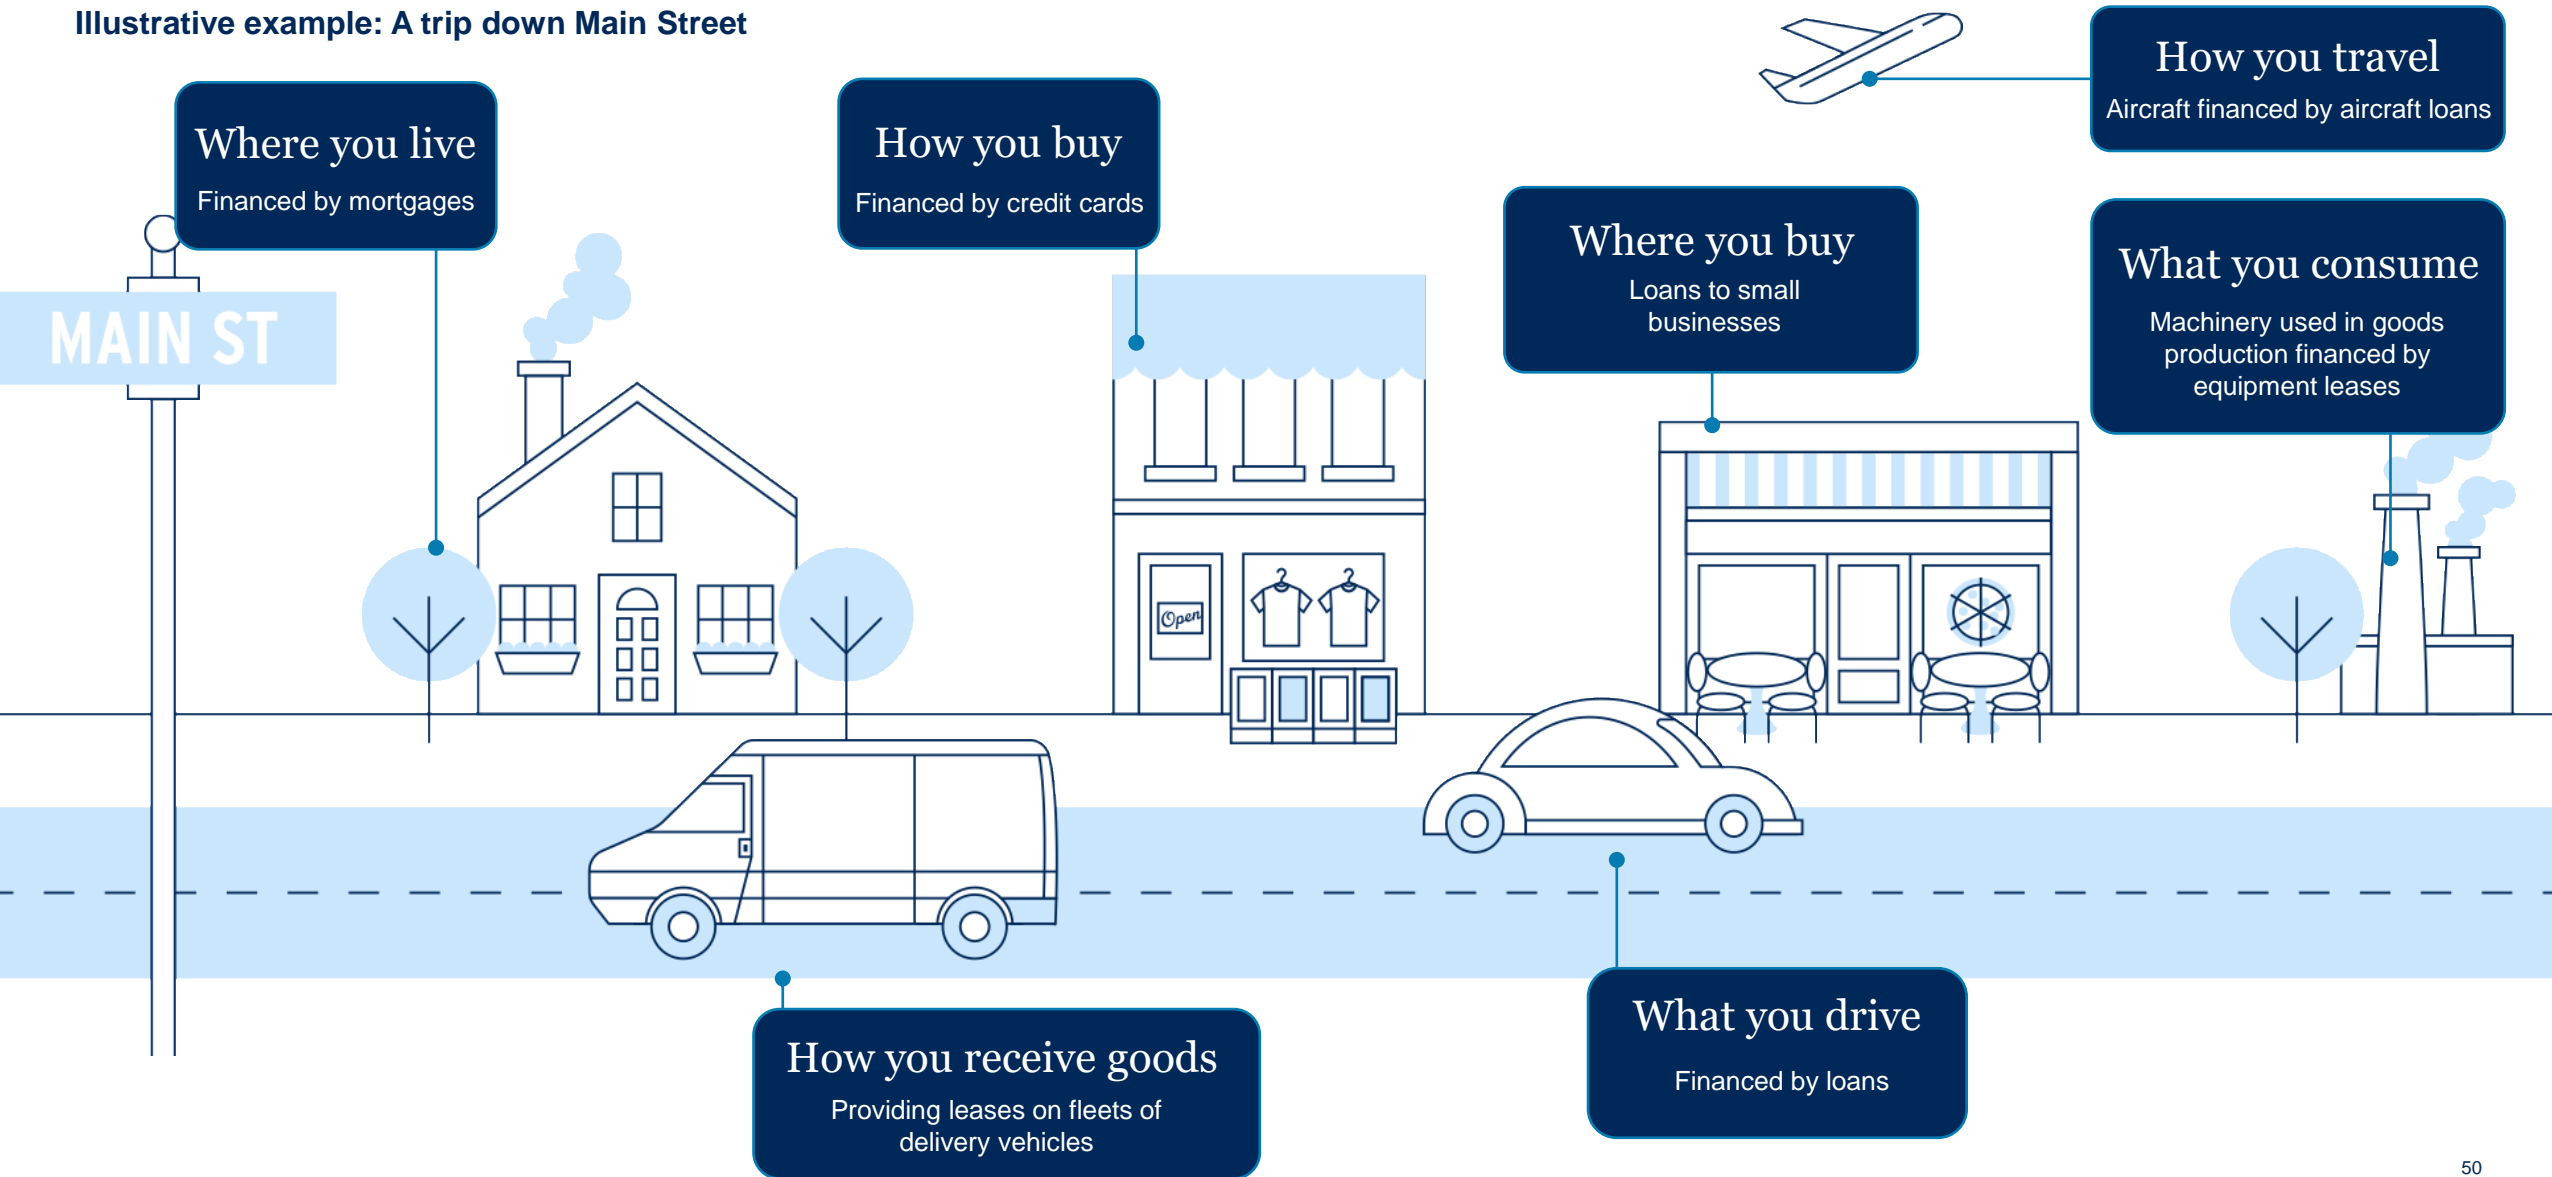 Illustrative example: A trip down Main Street
How you travel
Aircraft financed by aircraft loans
Where you live
Financed by mortgages
How you buy
Financed by credit cards
Where you buy
Loans to small
businesses
What you consume
Machinery used in goods
production financed by
equipment leases
MAIN ST
Open
What you drive
Financed by loans
How you receive goods
Providing leases on fleets of
delivery vehicles
50